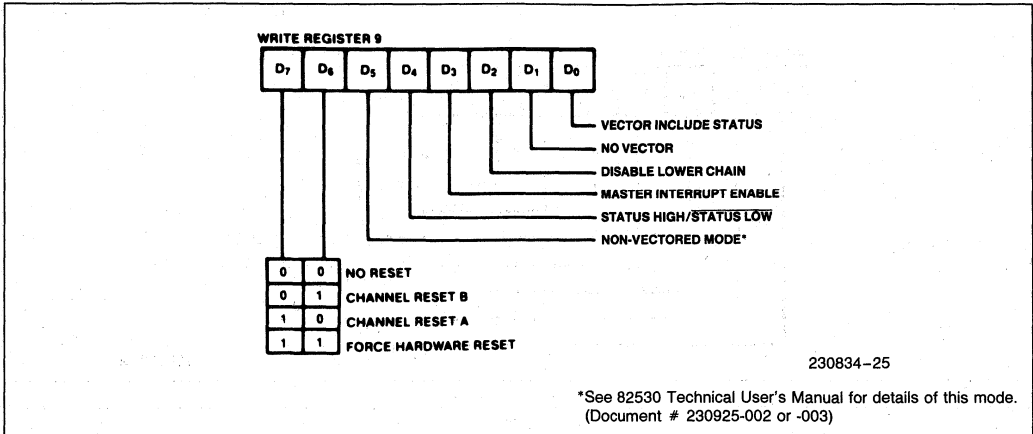 WRITE REGISTER 9
D7 D6 D5 D4 D3 D2 D1 D0
VECTOR INCLUDE STATUS
NO VECTOR
DISABLE LOWER CHAIN
MASTER INTERRUPT ENABLE
STATUS HIGH/STATUS LOW
NON-VECTORED MODE*
0 0 NO RESET
0 1 CHANNEL RESET B
1 0 CHANNEL RESET A
1 1 FORCE HARDWARE RESET
230834–25
*See 82530 Technical User's Manual for details of this mode.
(Document # 230925-002 or -003)